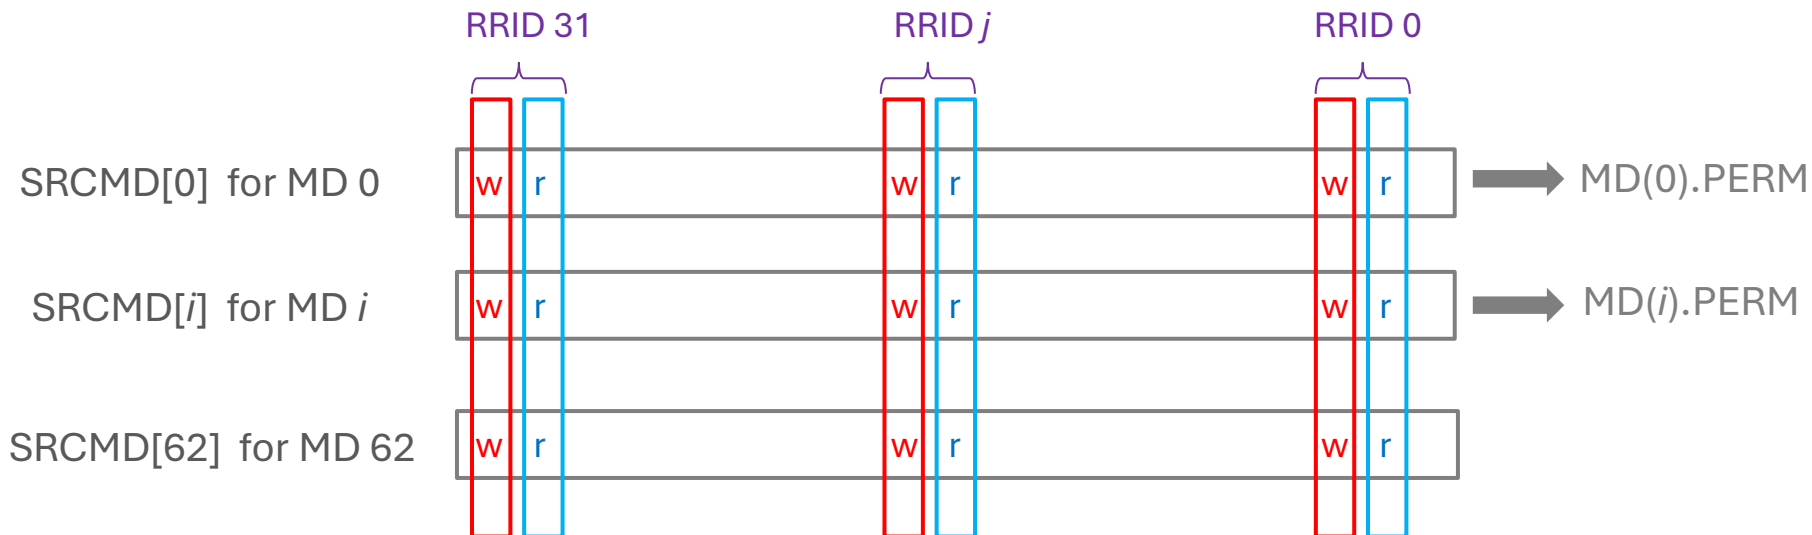 RRID 31 RRID j RRID 0
SRCMD[0] for MD 0 w r w r w r MD(0).PERM
SRCMD[i] for MD i w r w r w r MD(i).PERM
SRCMD[62] for MD 62 w r w r w r